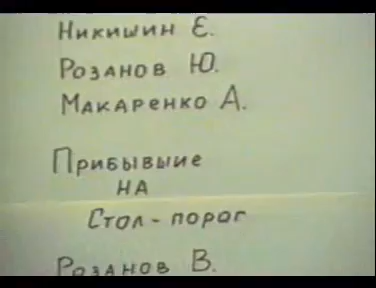 Никишин Е.
Розанов Ю.
Макаренко А.
Прибывшие
на
Стол-порог
Розанов В.